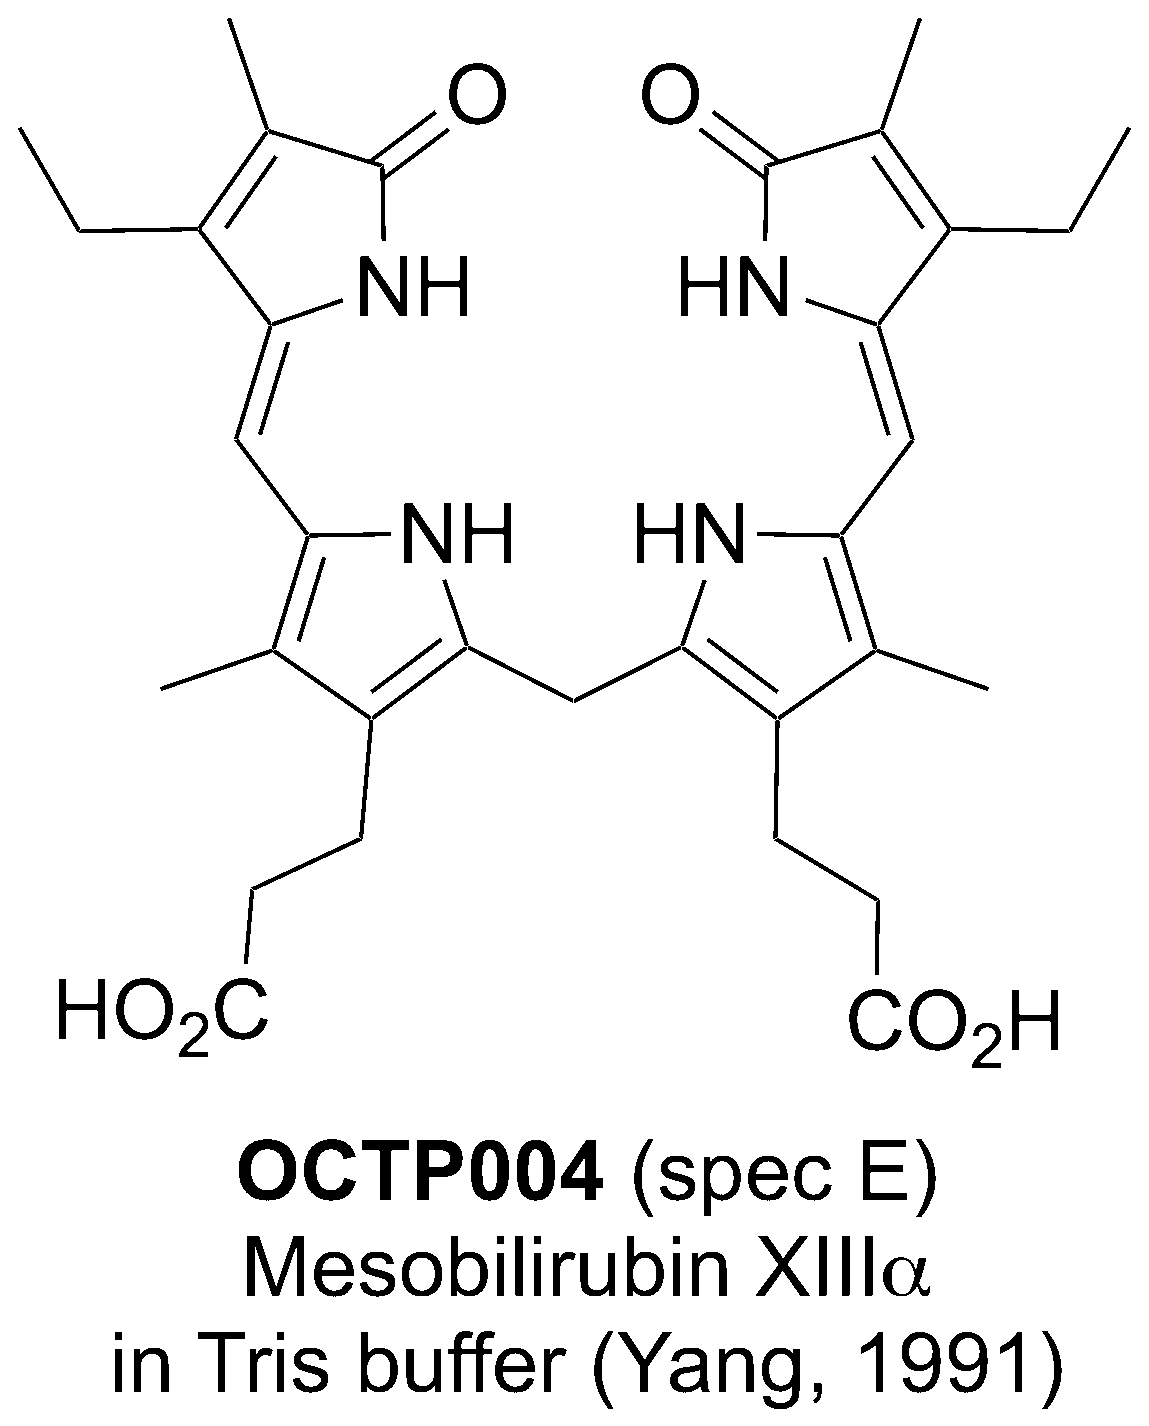 O O
NH HN
NH HN
HO₂C CO₂H
OCTP004 (spec E)
Mesobilirubin XIIIα
in Tris buffer (Yang, 1991)